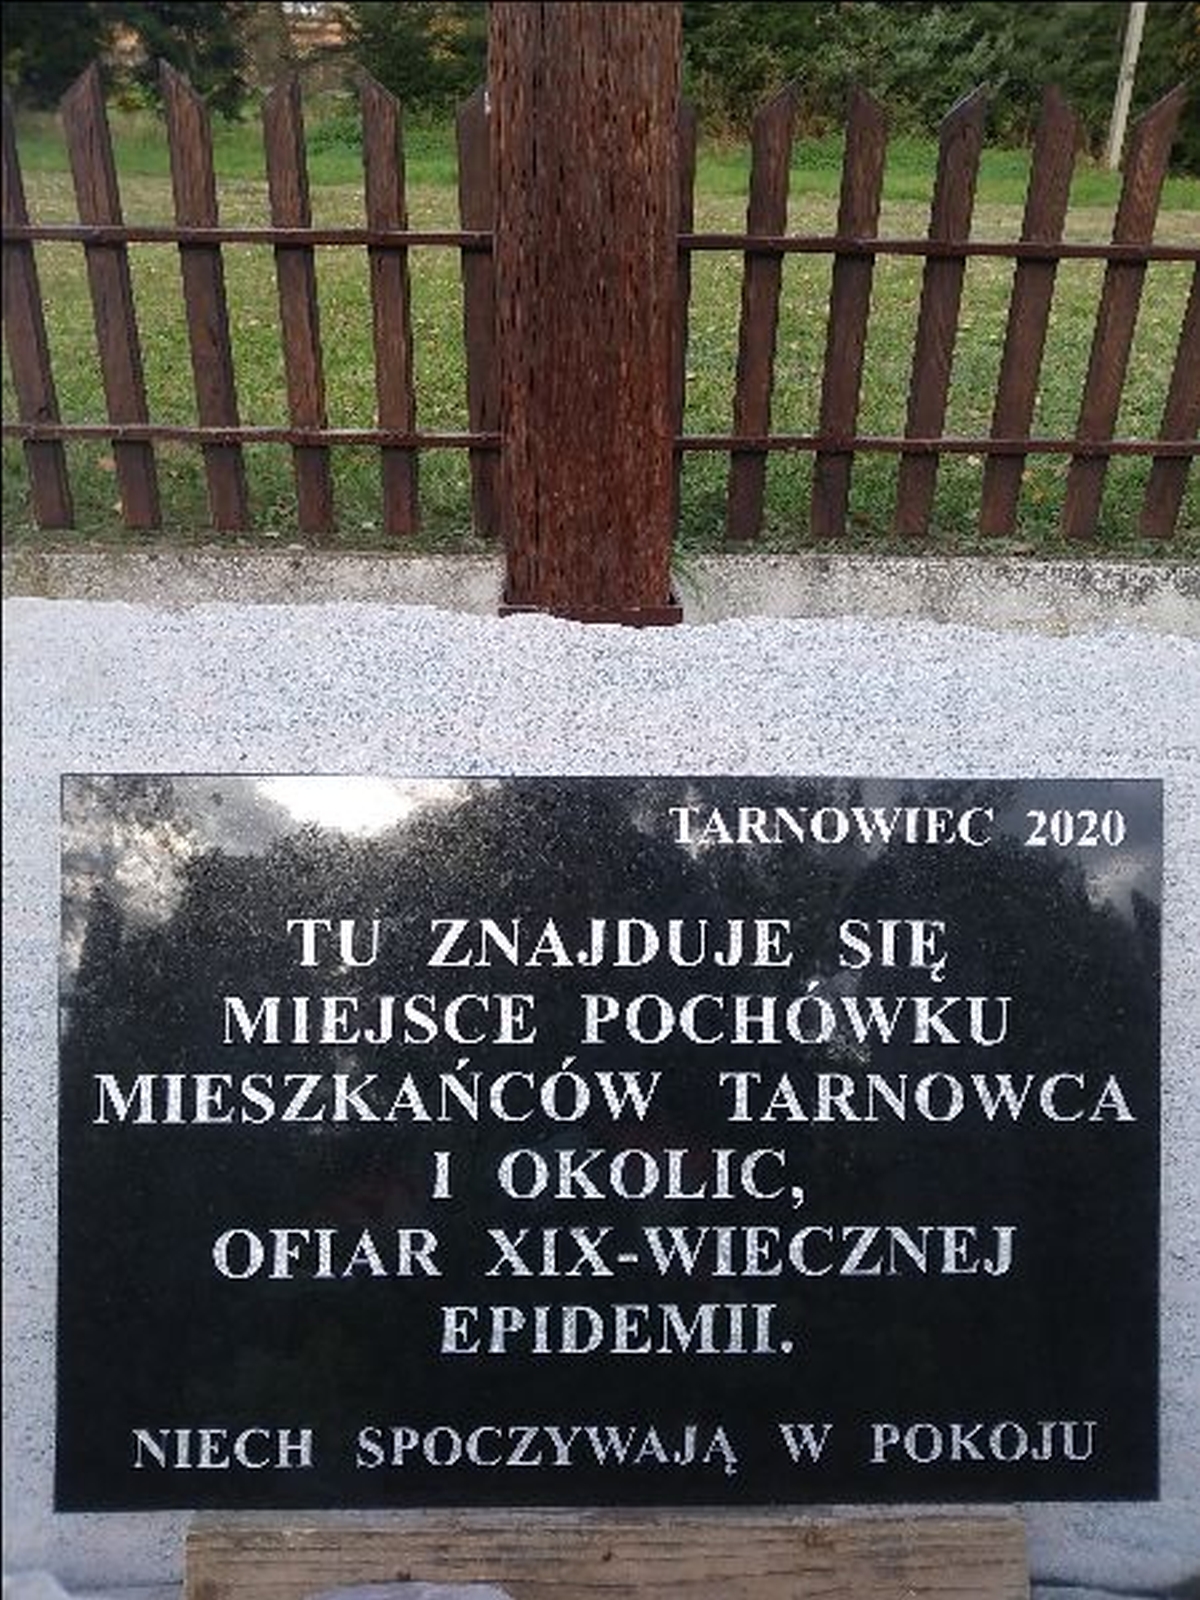 TARNOWIEC 2020
TU ZNAJDUJE SIĘ
MIEJSCE POCHÓWKU
MIESZKAŃCÓW TARNOWCA
I OKOLIC,
OFIAR XIX-WIECZNEJ
EPIDEMII.
NIECH SPOCZYWAJĄ W POKOJU